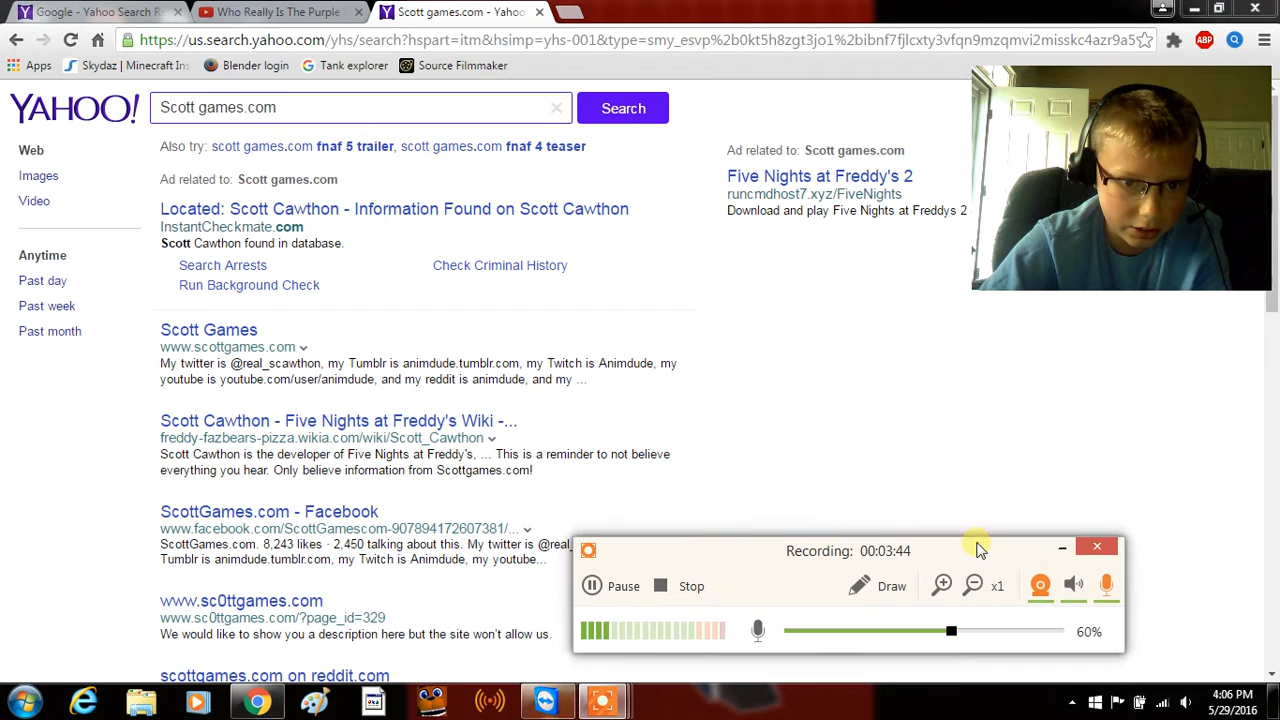 Google - Yahoo Search R
Who Really Is The Purple
Scott games.com - Yahoo
https://us.search.yahoo.com/yhs/search?hspart=itm&hsimp=yhs-001&type=smy_esvp%2b0kt5h8zgt3jo1%2bibnf7fjlcxty3vfqn9mzqmvi2misskc4azr9a5
ABP
Apps
Skydaz | Minecraft Ins
Blender login
Tank explorer
Source Filmmaker
YAHOO!
Scott games.com
Search
Web
Images
Video
Anytime
Past day
Past week
Past month
Also try: scott games.com fnaf 5 trailer, scott games.com fnaf 4 teaser
Ad related to: Scott games.com
Located: Scott Cawthon - Information Found on Scott Cawthon
InstantCheckmate.com
Scott Cawthon found in database.
Search Arrests
Check Criminal History
Run Background Check
Ad related to: Scott games.com
Five Nights at Freddy's 2
runcmdhost7.xyz/FiveNights
Download and play Five Nights at Freddys 2
Scott Games
www.scottgames.com
My twitter is @real_scawthon, my Tumblr is animdude.tumblr.com, my Twitch is Animdude, my
youtube is youtube.com/user/animdude, and my reddit is animdude, and my ...
Scott Cawthon - Five Nights at Freddy's Wiki -...
freddy-fazbears-pizza.wikia.com/wiki/Scott_Cawthon
Scott Cawthon is the developer of Five Nights at Freddy's, ... This is a reminder to not believe
everything you hear. Only believe information from Scottgames.com!
ScottGames.com - Facebook
www.facebook.com/ScottGamescom-907894172607381/...
ScottGames.com. 8,243 likes · 2,450 talking about this. My twitter is @real_
Tumblr is animdude.tumblr.com, my Twitch is Animdude, my youtube...
www.sc0ttgames.com
www.sc0ttgames.com/?page_id=329
We would like to show you a description here but the site won't allow us.
scottgames.com on reddit.com
Recording: 00:03:44
Pause
Stop
Draw
x1
60%
4:06 PM
5/29/2016